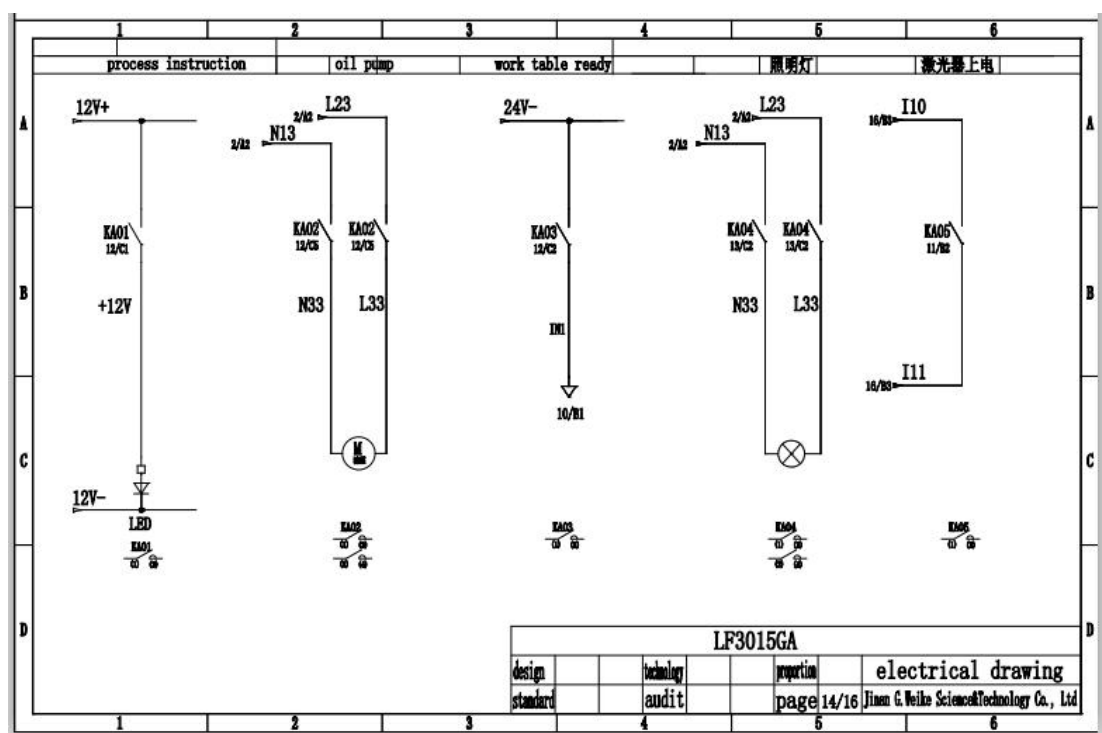 1 2 3 4 5 6
process instruction oil pump work table ready 照明灯 激光器上电
12V+ L23 24V- L23 I10
A 2/A2 2/A2 16/B3 A
N13 N13
2/A2 2/A2
KA01 KA02 KA02 KA03 KA04 KA04 KA05
12/C1 12/C5 12/C5 12/C2 13/C2 13/C2 11/B2
B B
+12V N33 L33 N33 L33
IN1
I11
16/B3
10/B1
M
C C
12V-
LED
KA02 KA03 KA04 KA05
KA01
D D
LF3015GA
design technology proportion electrical drawing
standard audit page 14/16 Jinan G.Weike Science&Technology Co., Ltd
1 2 3 4 5 6